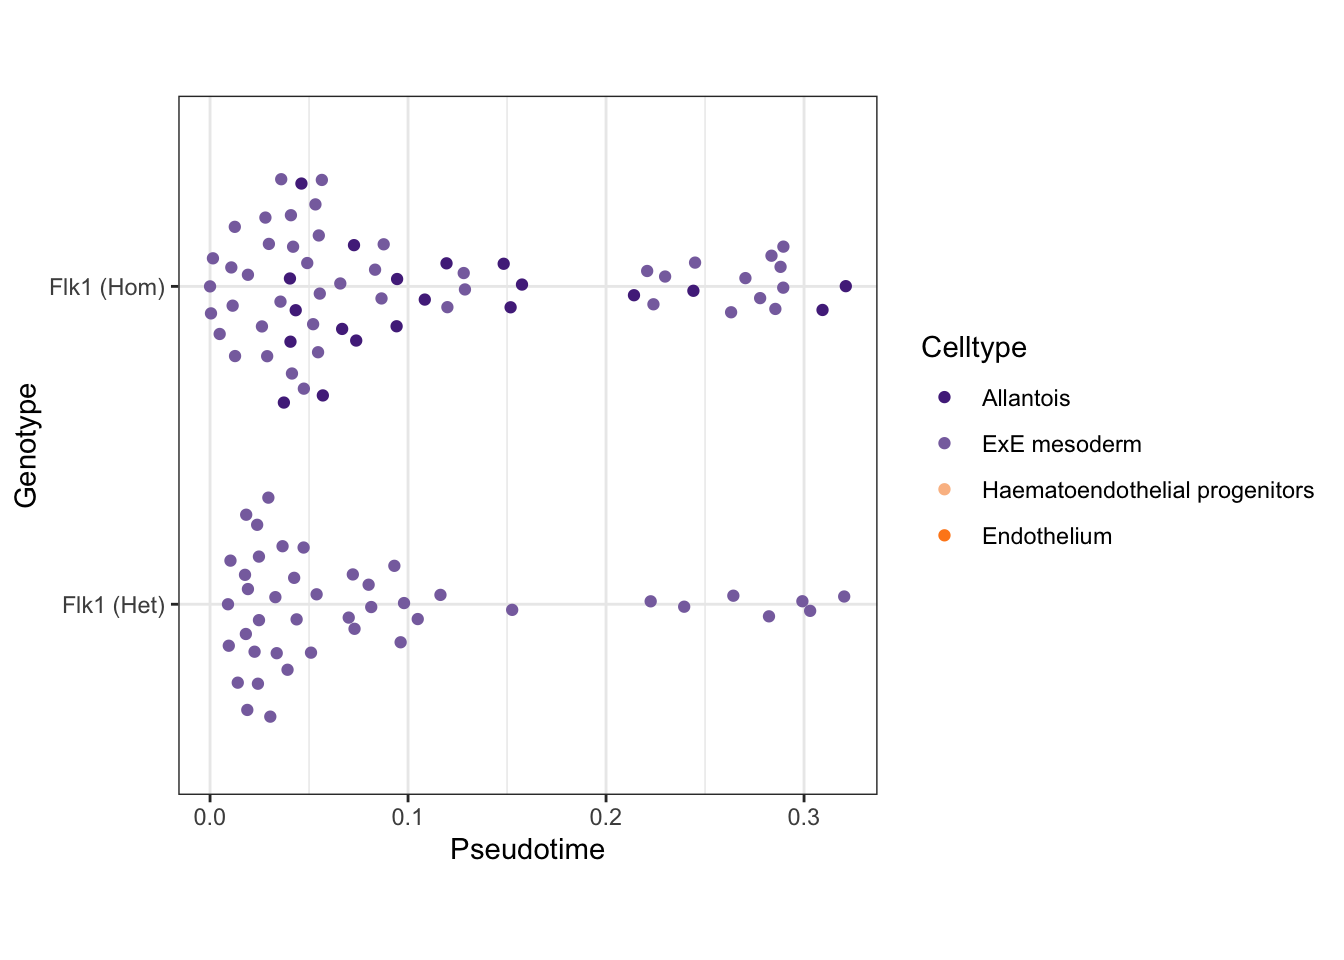 Genotype
Flk1 (Hom)
Flk1 (Het)
0.0
0.1
0.2
0.3
Pseudotime
Celltype
Allantois
ExE mesoderm
Haematoendothelial progenitors
Endothelium